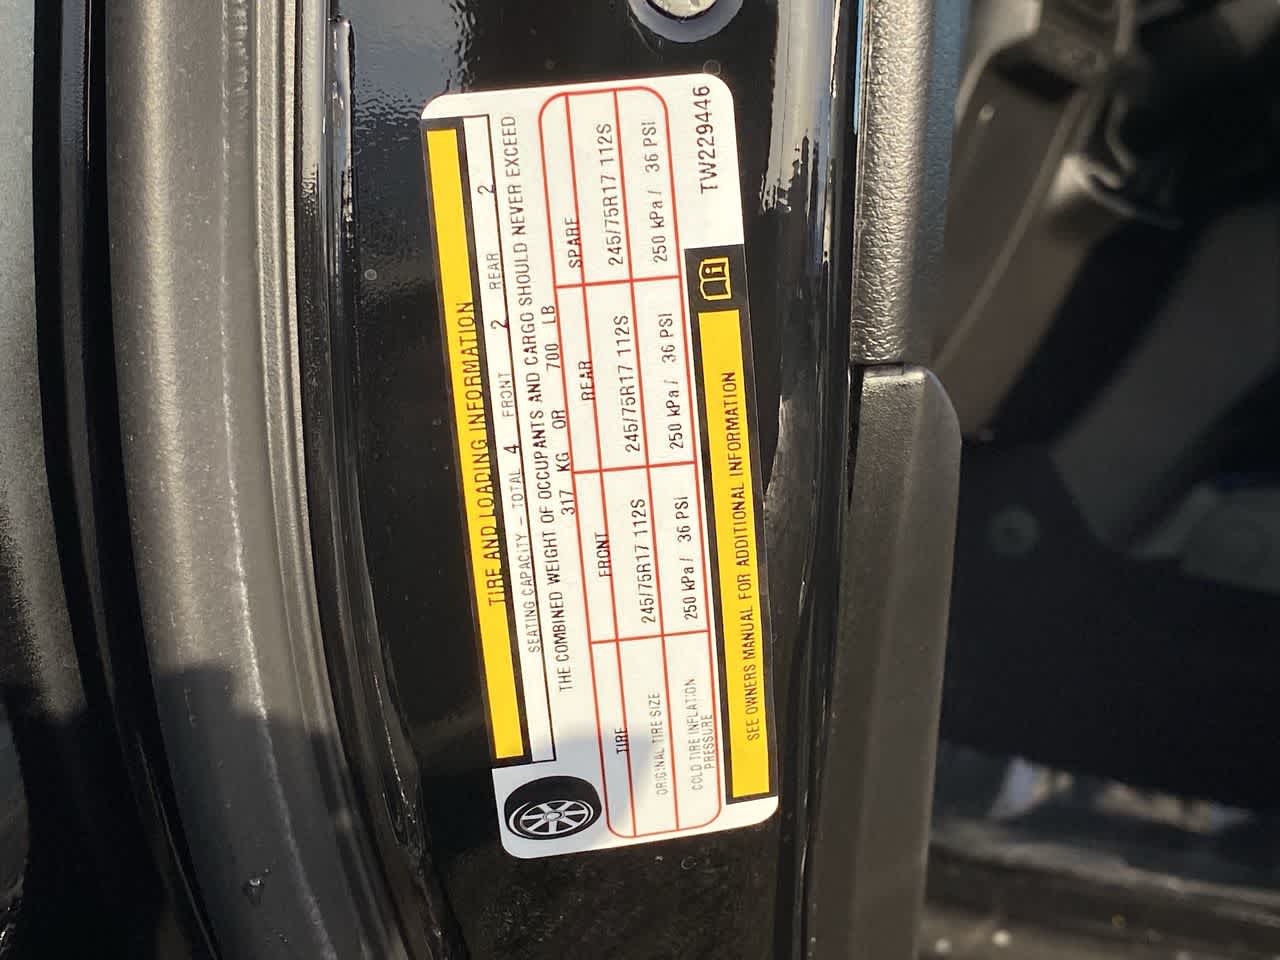 TIRE AND LOADING INFORMATION
SEATING CAPACITY – TOTAL 4 FRONT 2 REAR 2
THE COMBINED WEIGHT OF OCCUPANTS AND CARGO SHOULD NEVER EXCEED
317 KG OR 700 LB
TIRE FRONT REAR SPARE
ORIGINAL TIRE SIZE 245/75R17 112S 245/75R17 112S 245/75R17 112S
COLD TIRE INFLATION PRESSURE 250 kPa / 36 PSI 250 kPa / 36 PSI 250 kPa / 36 PSI
SEE OWNERS MANUAL FOR ADDITIONAL INFORMATION
TW229446